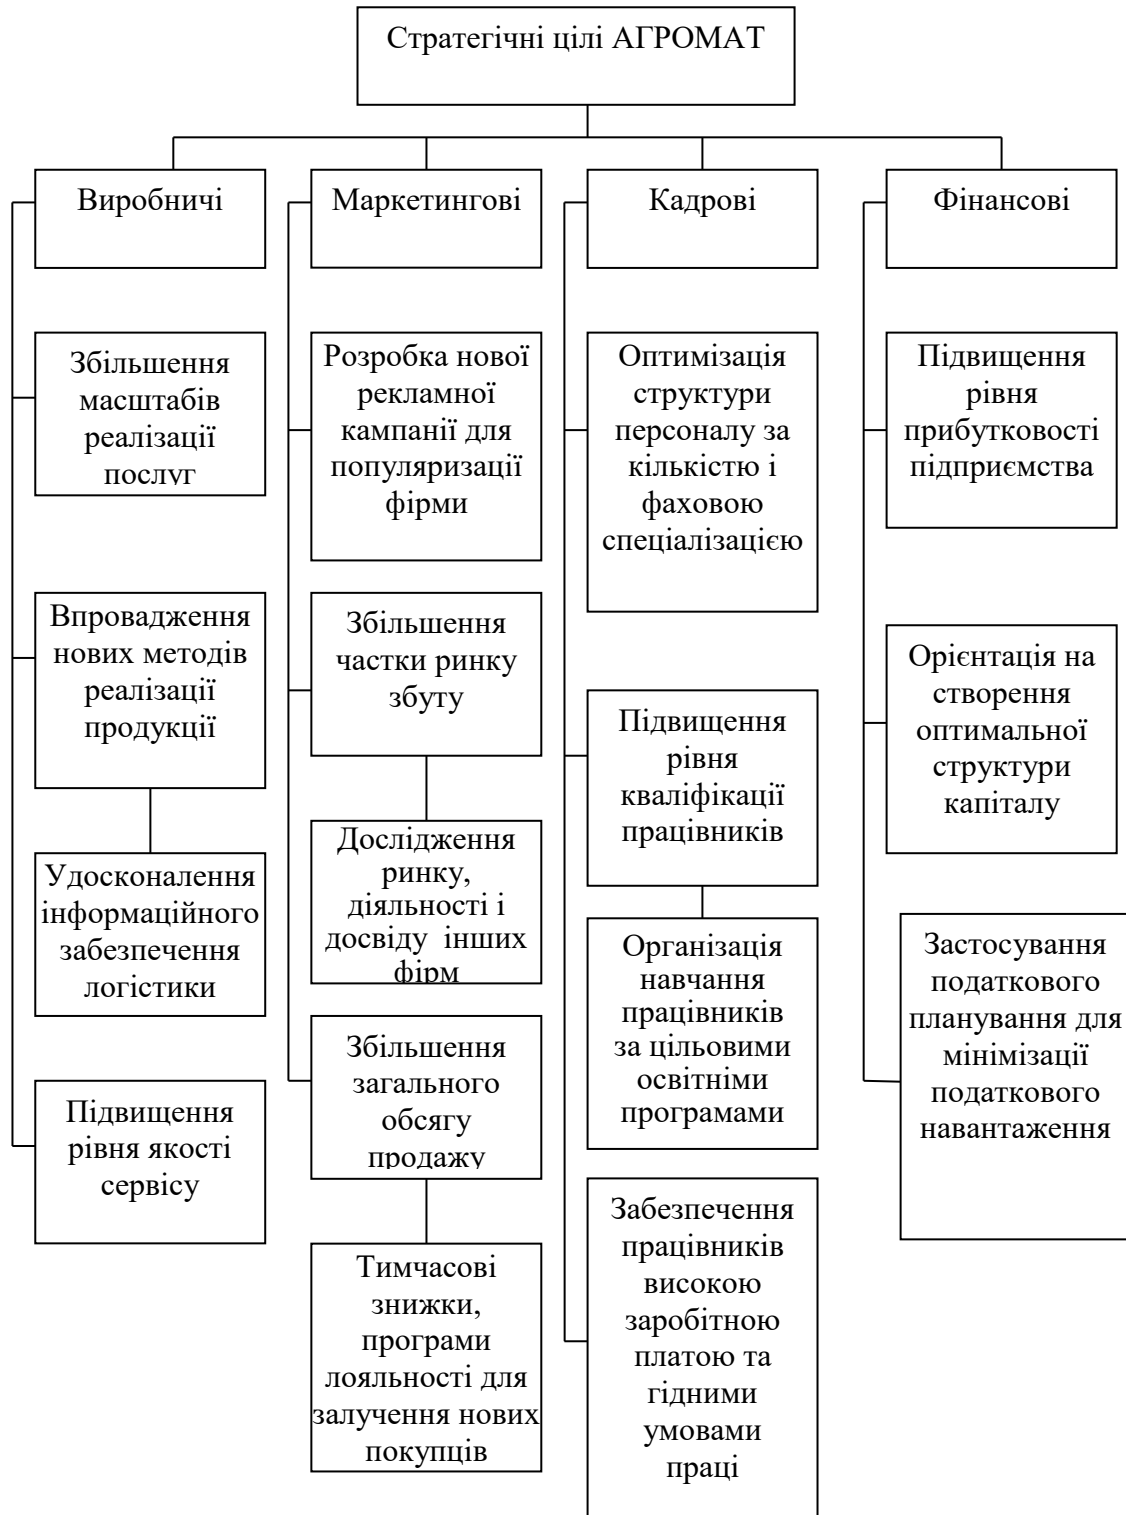 Стратегічні цілі АГРОМАТ
Виробничі
Маркетингові
Кадрові
Фінансові
Збільшення
масштабів
реалізації
послуг
Розробка нової
рекламної
кампанії для
популяризації
фірми
Оптимізація
структури
персоналу за
кількістю і
фаховою
спеціалізацією
Підвищення
рівня
прибутковості
підприємства
Впровадження
нових методів
реалізації
продукції
Збільшення
частки ринку
збуту
Підвищення
рівня
кваліфікації
працівників
Орієнтація на
створення
оптимальної
структури
капіталу
Удосконалення
інформаційного
забезпечення
логістики
Дослідження
ринку,
діяльності і
досвіду інших
фірм
Організація
навчання
працівників
за цільовими
освітніми
програмами
Застосування
податкового
планування для
мінімізації
податкового
навантаження
Підвищення
рівня якості
сервісу
Збільшення
загального
обсягу
продажу
Забезпечення
працівників
високою
заробітною
платою та
гідними
умовами
праці
Тимчасові
знижки,
програми
лояльності для
залучення нових
покупців